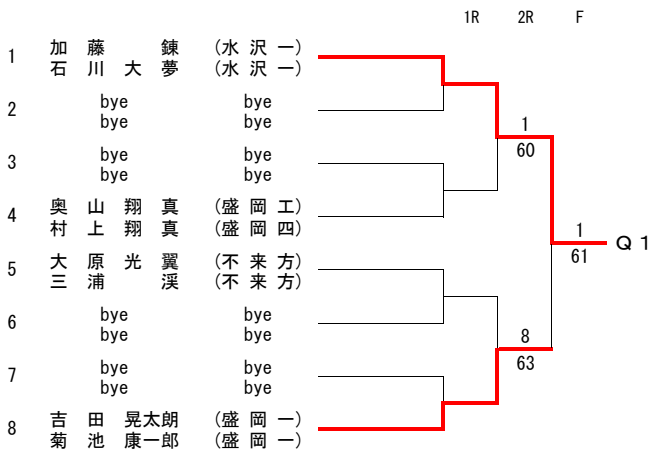 1R 2R F
1 加藤 錬 (水沢一)
石川大夢 (水沢一)
2 bye bye
bye bye
3 bye bye
bye bye
4 奥山翔真 (盛岡工)
村上翔真 (盛岡四)
5 大原光翼 (不来方)
三浦 渓 (不来方)
6 bye bye
bye bye
7 bye bye
bye bye
8 吉田晃太朗 (盛岡一)
菊池康一郎 (盛岡一)
1
60
8
63
1
61
Q1